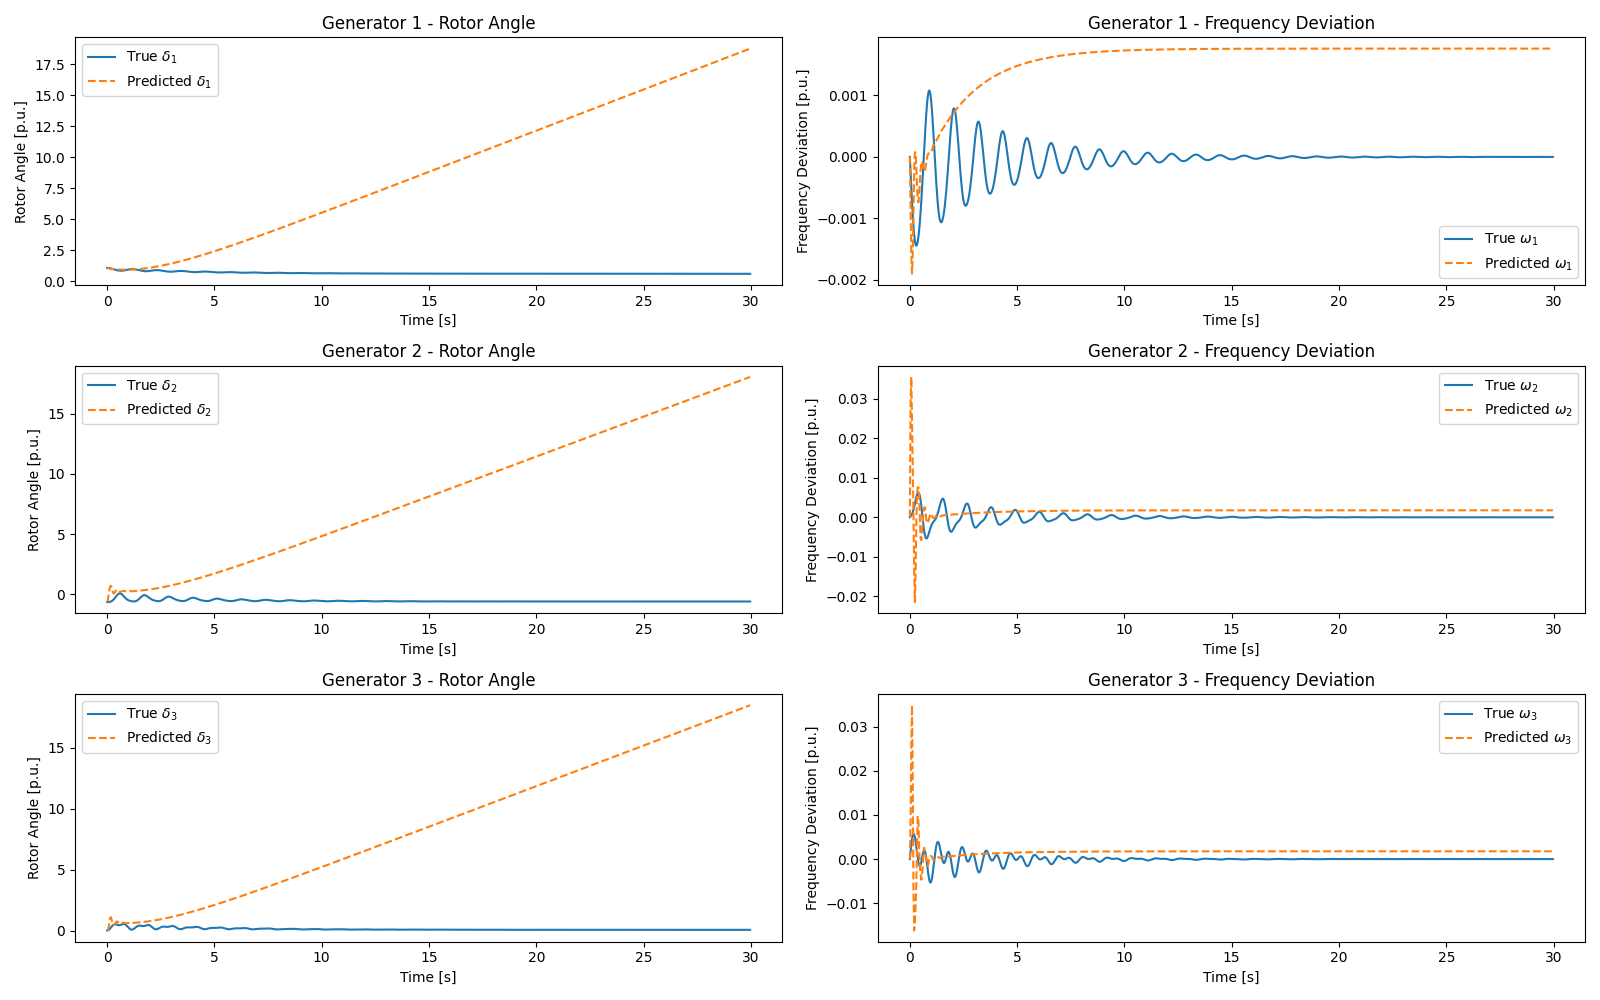 Generator 1 - Rotor Angle
True δ1
Predicted δ1
Rotor Angle [p.u.]
17.5
15.0
12.5
10.0
7.5
5.0
2.5
0.0
0 5 10 15 20 25 30
Time [s]
Generator 1 - Frequency Deviation
Frequency Deviation [p.u.]
0.001
0.000
−0.001
−0.002
True ω1
Predicted ω1
0 5 10 15 20 25 30
Time [s]
Generator 2 - Rotor Angle
True δ2
Predicted δ2
Rotor Angle [p.u.]
15
10
5
0
0 5 10 15 20 25 30
Time [s]
Generator 2 - Frequency Deviation
True ω2
Predicted ω2
Frequency Deviation [p.u.]
0.03
0.02
0.01
0.00
−0.01
−0.02
0 5 10 15 20 25 30
Time [s]
Generator 3 - Rotor Angle
True δ3
Predicted δ3
Rotor Angle [p.u.]
15
10
5
0
0 5 10 15 20 25 30
Time [s]
Generator 3 - Frequency Deviation
True ω3
Predicted ω3
Frequency Deviation [p.u.]
0.03
0.02
0.01
0.00
−0.01
0 5 10 15 20 25 30
Time [s]